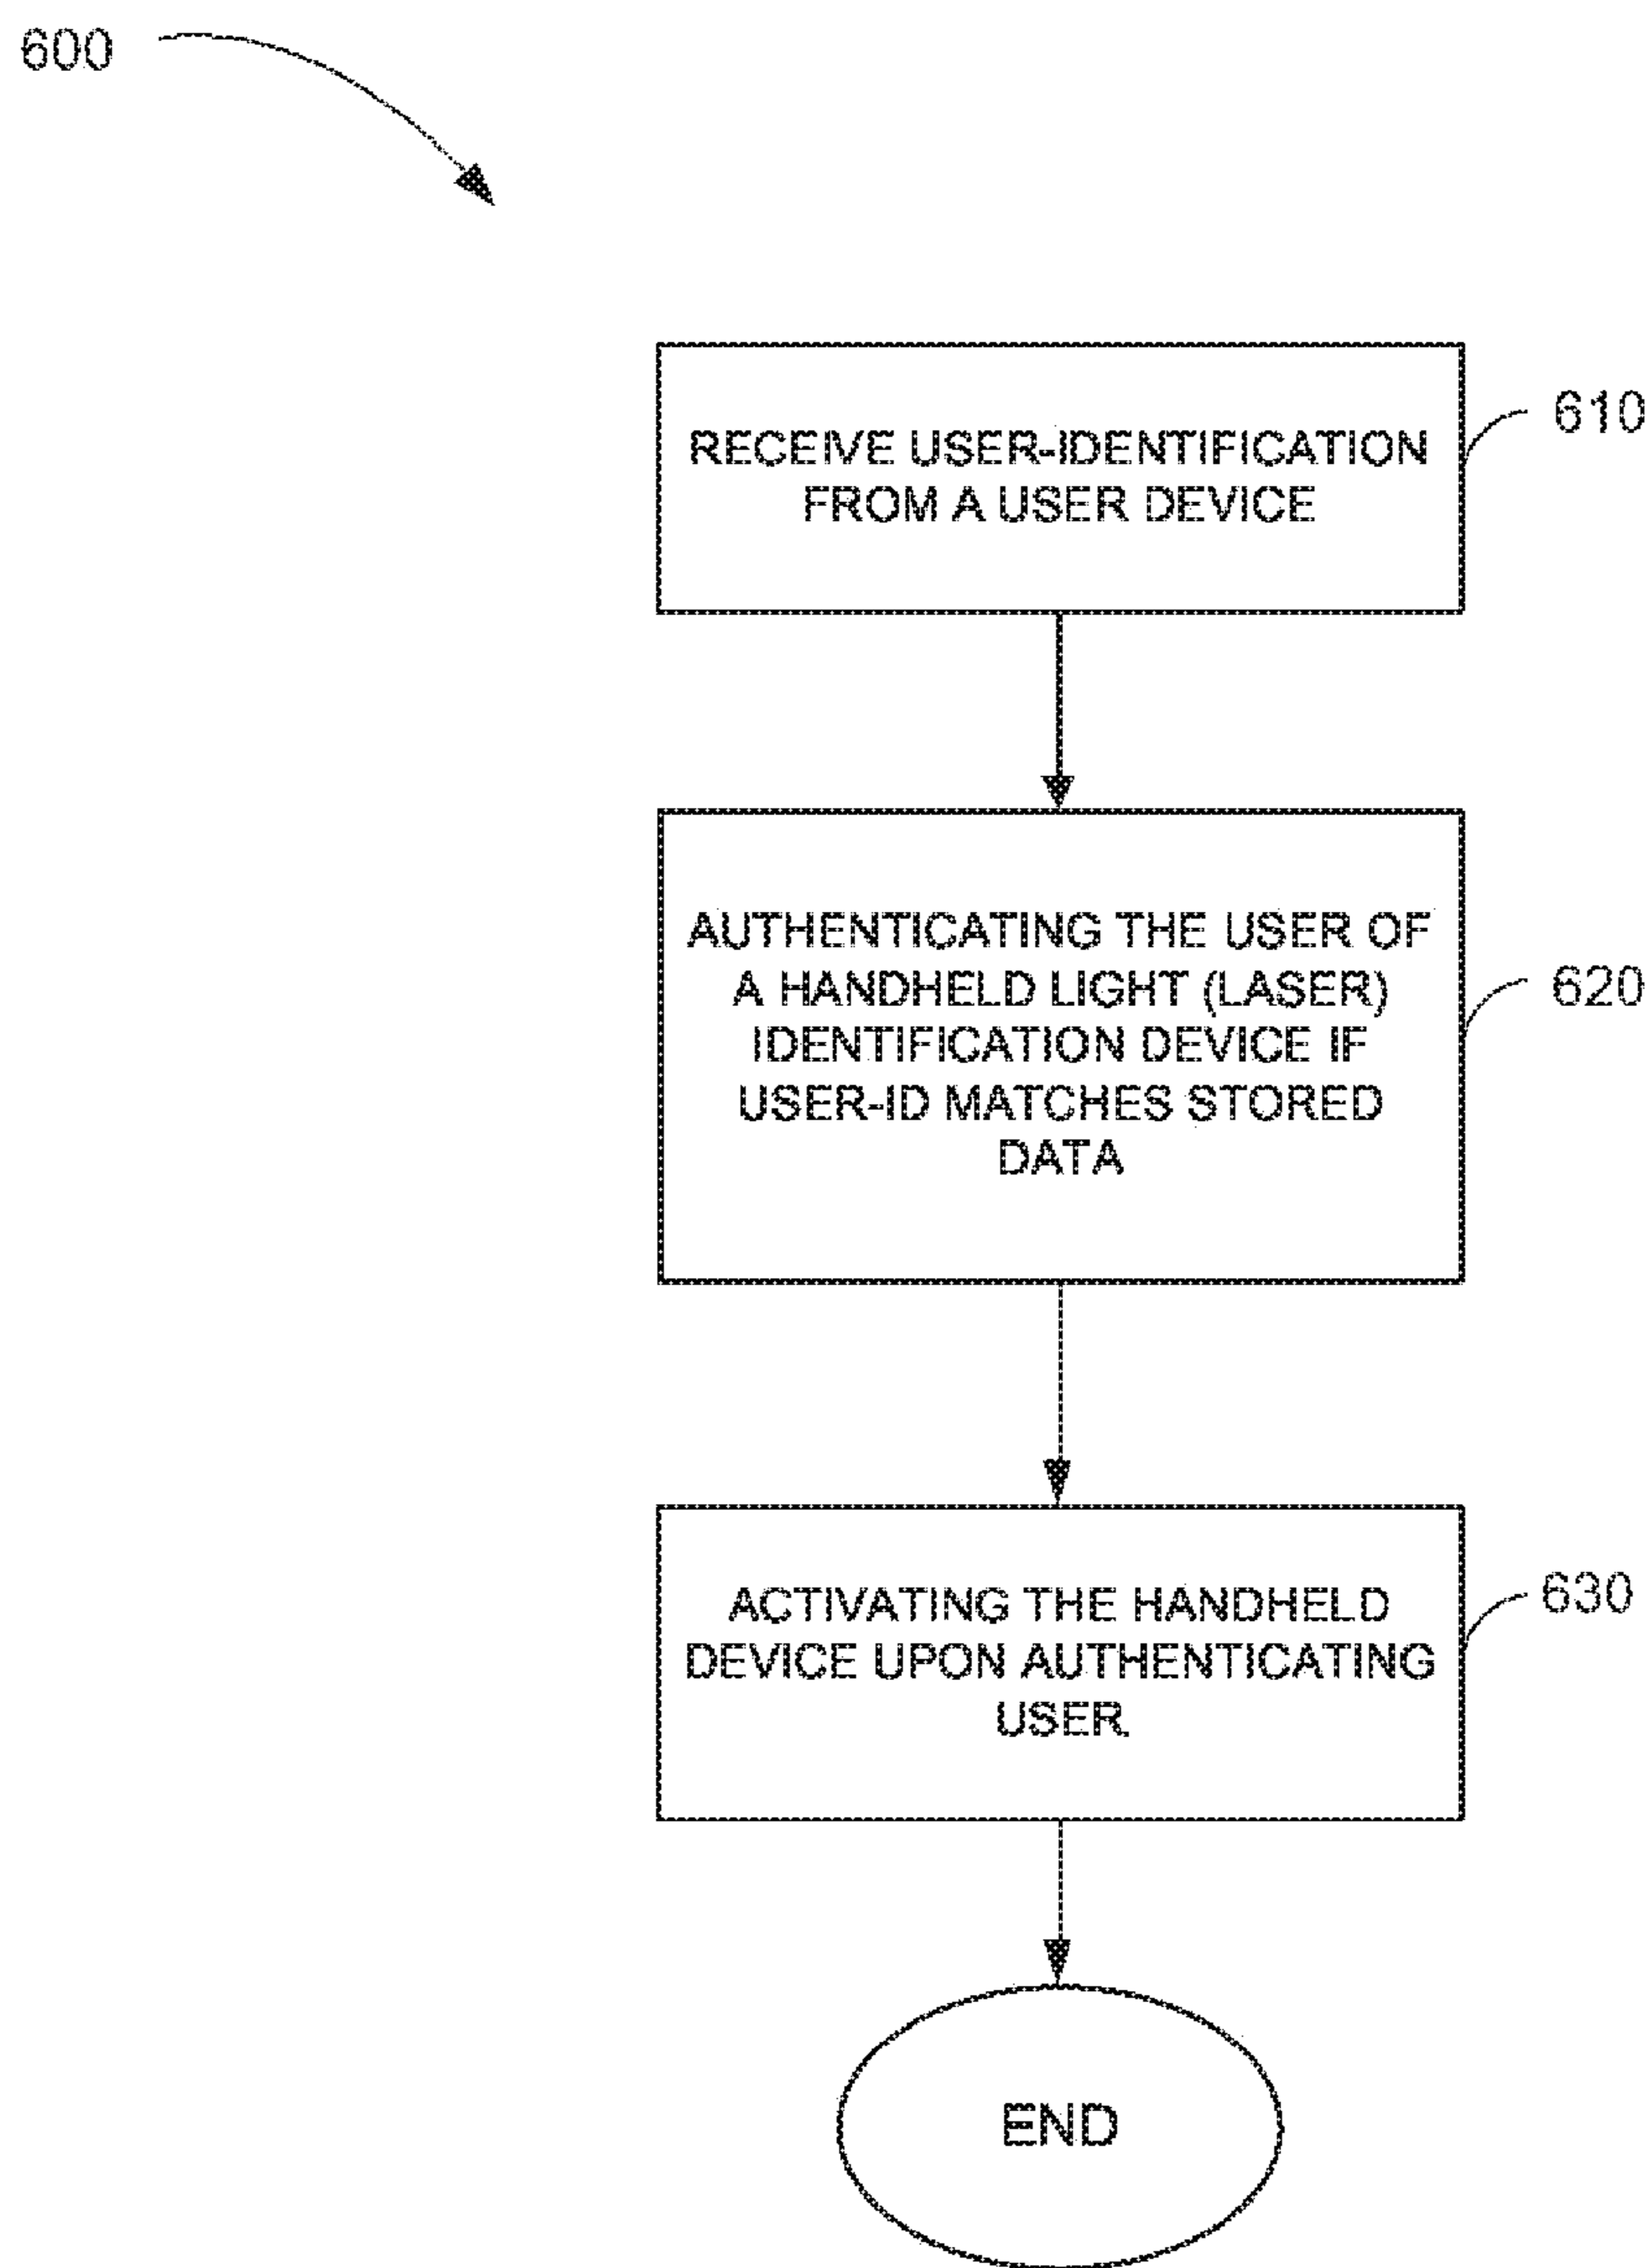 600
RECEIVE USER-IDENTIFICATION
FROM A USER DEVICE
610
AUTHENTICATING THE USER OF
A HANDHELD LIGHT (LASER)
IDENTIFICATION DEVICE IF
USER-ID MATCHES STORED
DATA
620
ACTIVATING THE HANDHELD
DEVICE UPON AUTHENTICATING
USER
630
END